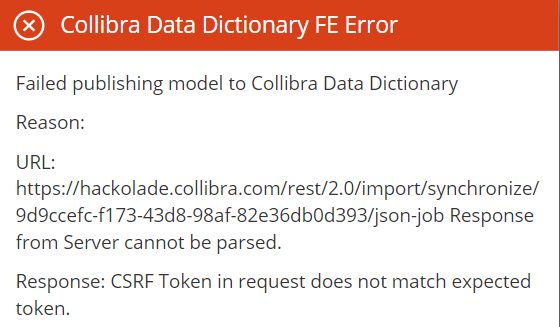 Collibra Data Dictionary FE Error
Failed publishing model to Collibra Data Dictionary
Reason:
URL:
https://hackolade.collibra.com/rest/2.0/import/synchronize/
9d9ccefc-f173-43d8-98af-82e36db0d393/json-job Response
from Server cannot be parsed.
Response: CSRF Token in request does not match expected
token.